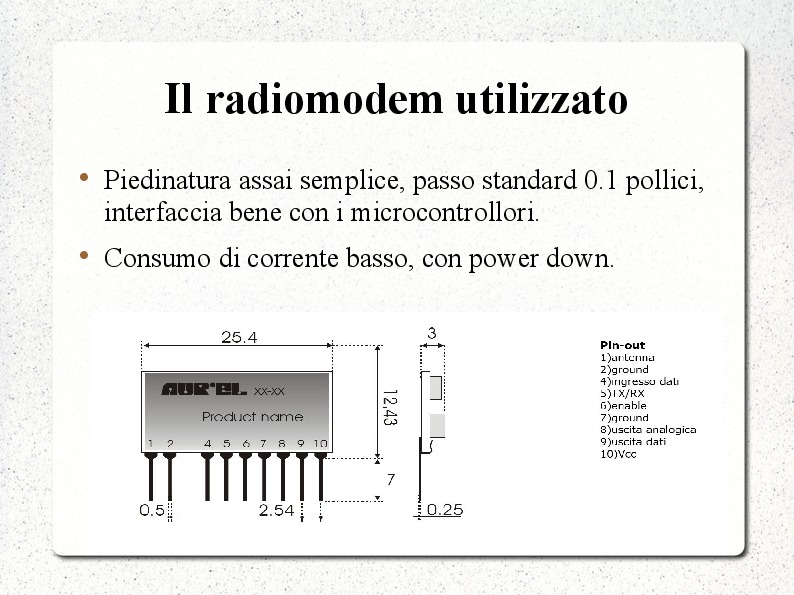 Il radiomodem utilizzato
Piedinatura assai semplice, passo standard 0.1 pollici,
interfaccia bene con i microcontrollori.
Consumo di corrente basso, con power down.
25.4
3
AUR°EL XX-XX
Product name
1 2 4 5 6 7 8 9 10
12,43
7
0.5
2.54
0.25
Pin-out
1)antenna
2)ground
4)ingresso dati
5)TX/RX
6)enable
7)ground
8)uscita analogica
9)uscita dati
10)Vcc